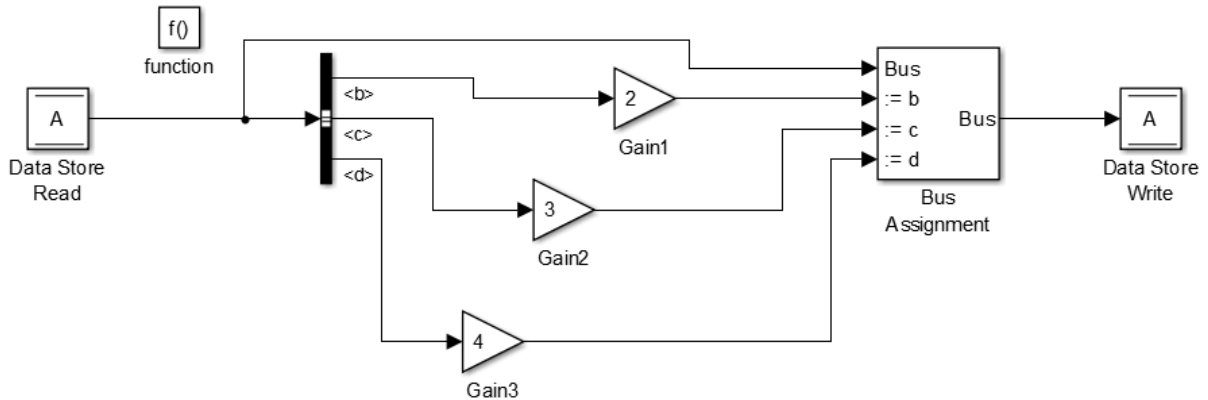 f()
function
A
Data Store
Read
<b>
<c>
<d>
2
Gain1
3
Gain2
4
Gain3
Bus
:= b
:= c
:= d
Bus
Bus
Assignment
A
Data Store
Write